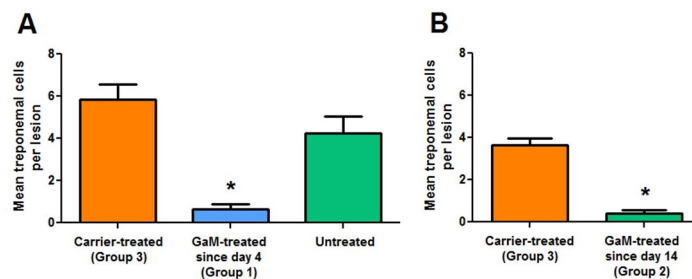 A
Mean treponemal cells
per lesion
8
6
4
2
0
*
Carrier-treated
(Group 3)
GaM-treated
since day 4
(Group 1)
Untreated
B
Mean treponemal cells
per lesion
8
6
4
2
0
*
Carrier-treated
(Group 3)
GaM-treated
since day 14
(Group 2)